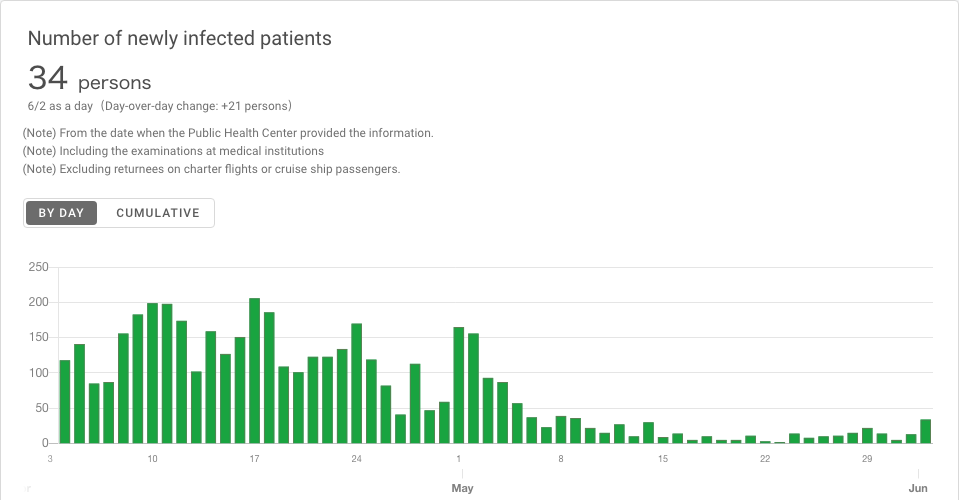 Number of newly infected patients
34 persons
6/2 as a day (Day-over-day change: +21 persons)
(Note) From the date when the Public Health Center provided the information.
(Note) Including the examinations at medical institutions
(Note) Excluding returnees on charter flights or cruise ship passengers.
BY DAY CUMULATIVE
250
200
150
100
50
0
3 10 17 24 1 8 15 22 29
May Jun